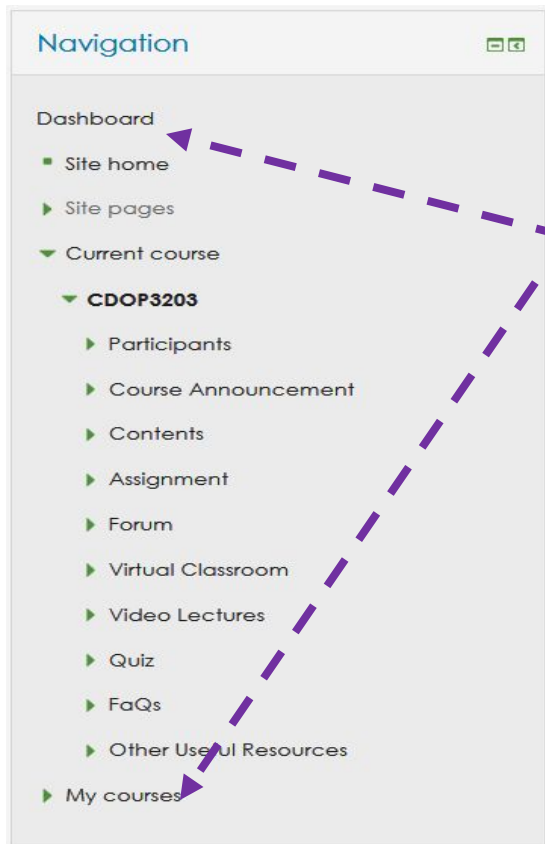 Navigation
Dashboard
Site home
Site pages
Current course
CDOP3203
Participants
Course Announcement
Contents
Assignment
Forum
Virtual Classroom
Video Lectures
Quiz
FaQs
Other Useful Resources
My courses